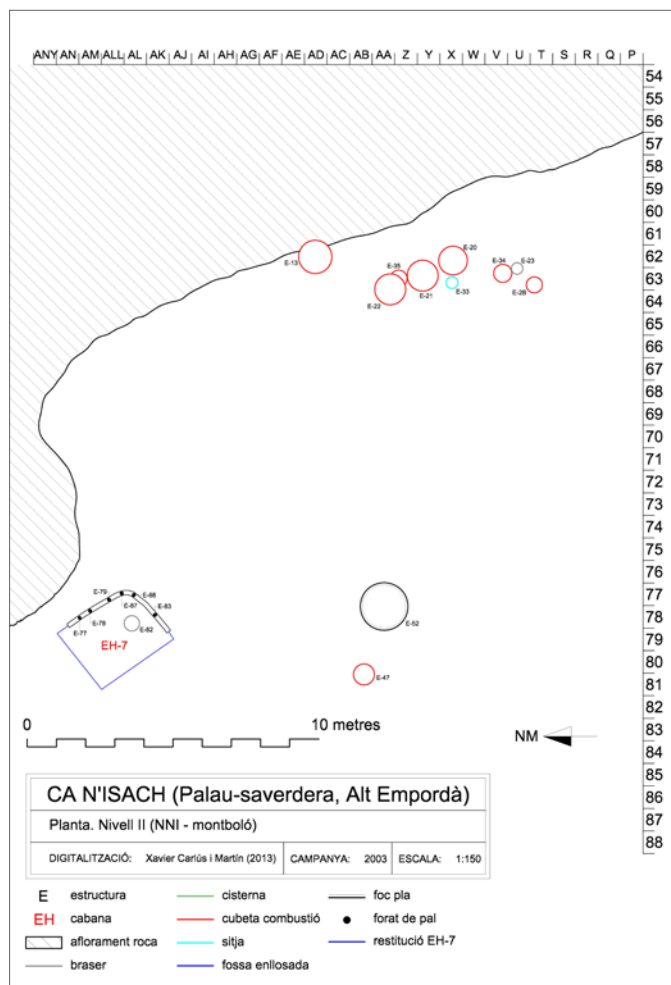 ANY AN AM ALL AL AK AJ AI AH AG AF AE AD AC AB AA Z Y X W V U T S R Q P
54
55
56
57
58
59
60
61
62
63
64
65
66
67
68
69
70
71
72
73
74
75
76
77
78
79
80
81
82
83
84
85
86
87
88
E-13
E-35
E-22
E-21
E-20
E-33
E-34
E-23
E-28
E-79
E-88
E-87
E-83
E-77
E-78
E-82
EH-7
E-52
E-47
0 10 metres
NM
CA N'ISACH (Palau-saverdera, Alt Empordà)
Planta. Nivell II (NNI - montboló)
DIGITALITZACIÓ: Xavier Carlús i Martín (2013) CAMPANYA: 2003 ESCALA: 1:150
E estructura cisterna foc pla
EH cabana cubeta combustió forat de pal
aflorament roca sitja restitució EH-7
braser fossa enllosada